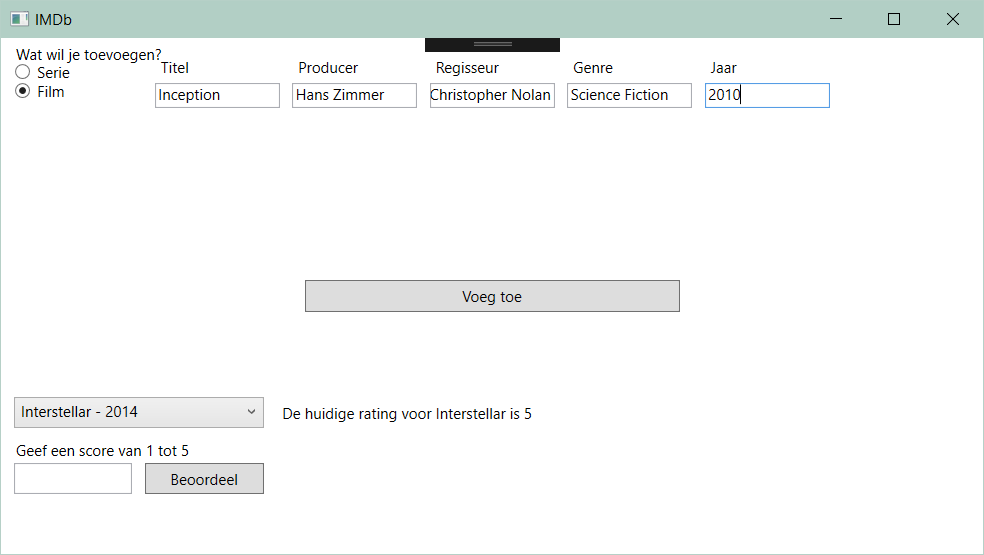 IMDb
Wat wil je toevoegen?
Serie
Film
Titel Producer Regisseur Genre Jaar
Inception Hans Zimmer Christopher Nolan Science Fiction 2010
Voeg toe
Interstellar - 2014 De huidige rating voor Interstellar is 5
Geef een score van 1 tot 5
Beoordeel